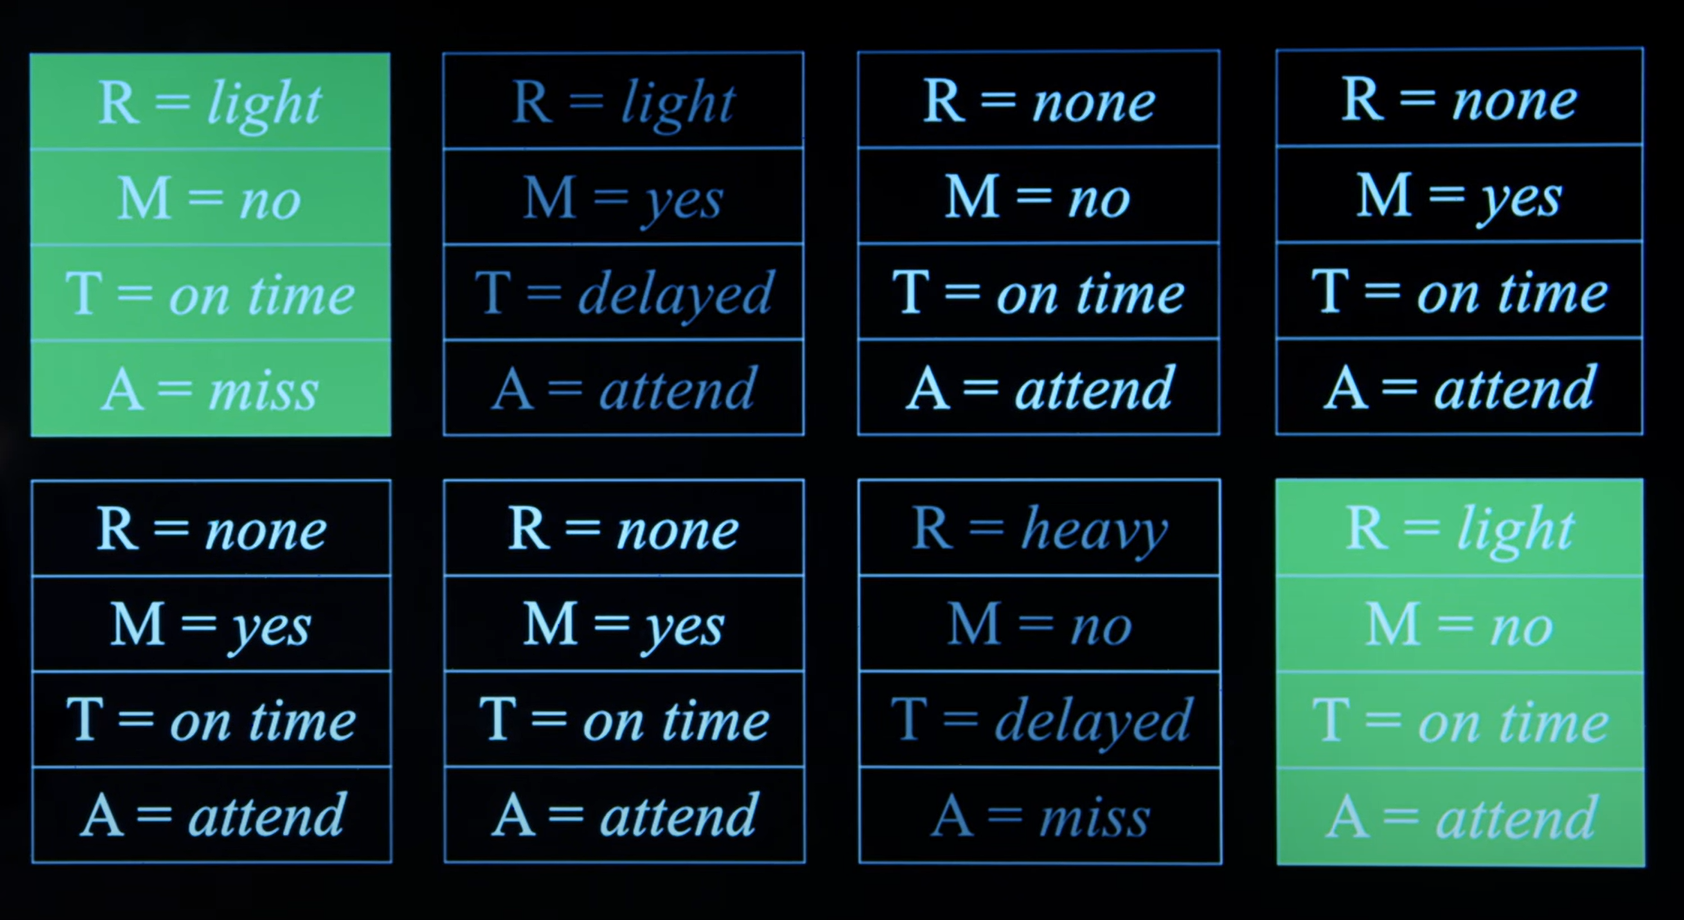 R = light
M = no
T = on time
A = miss
R = light
M = yes
T = delayed
A = attend
R = none
M = no
T = on time
A = attend
R = none
M = yes
T = on time
A = attend
R = none
M = yes
T = on time
A = attend
R = none
M = yes
T = on time
A = attend
R = heavy
M = no
T = delayed
A = miss
R = light
M = no
T = on time
A = attend